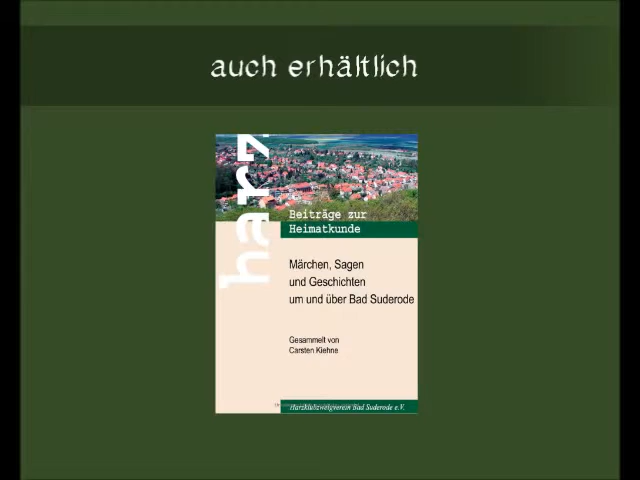 auch erhältlich
harz
Beiträge zur
Heimatkunde
Märchen, Sagen
und Geschichten
um und über Bad Suderode
Gesammelt von
Carsten Kiehne
Harzklubzweigverein Bad Suderode e.V.